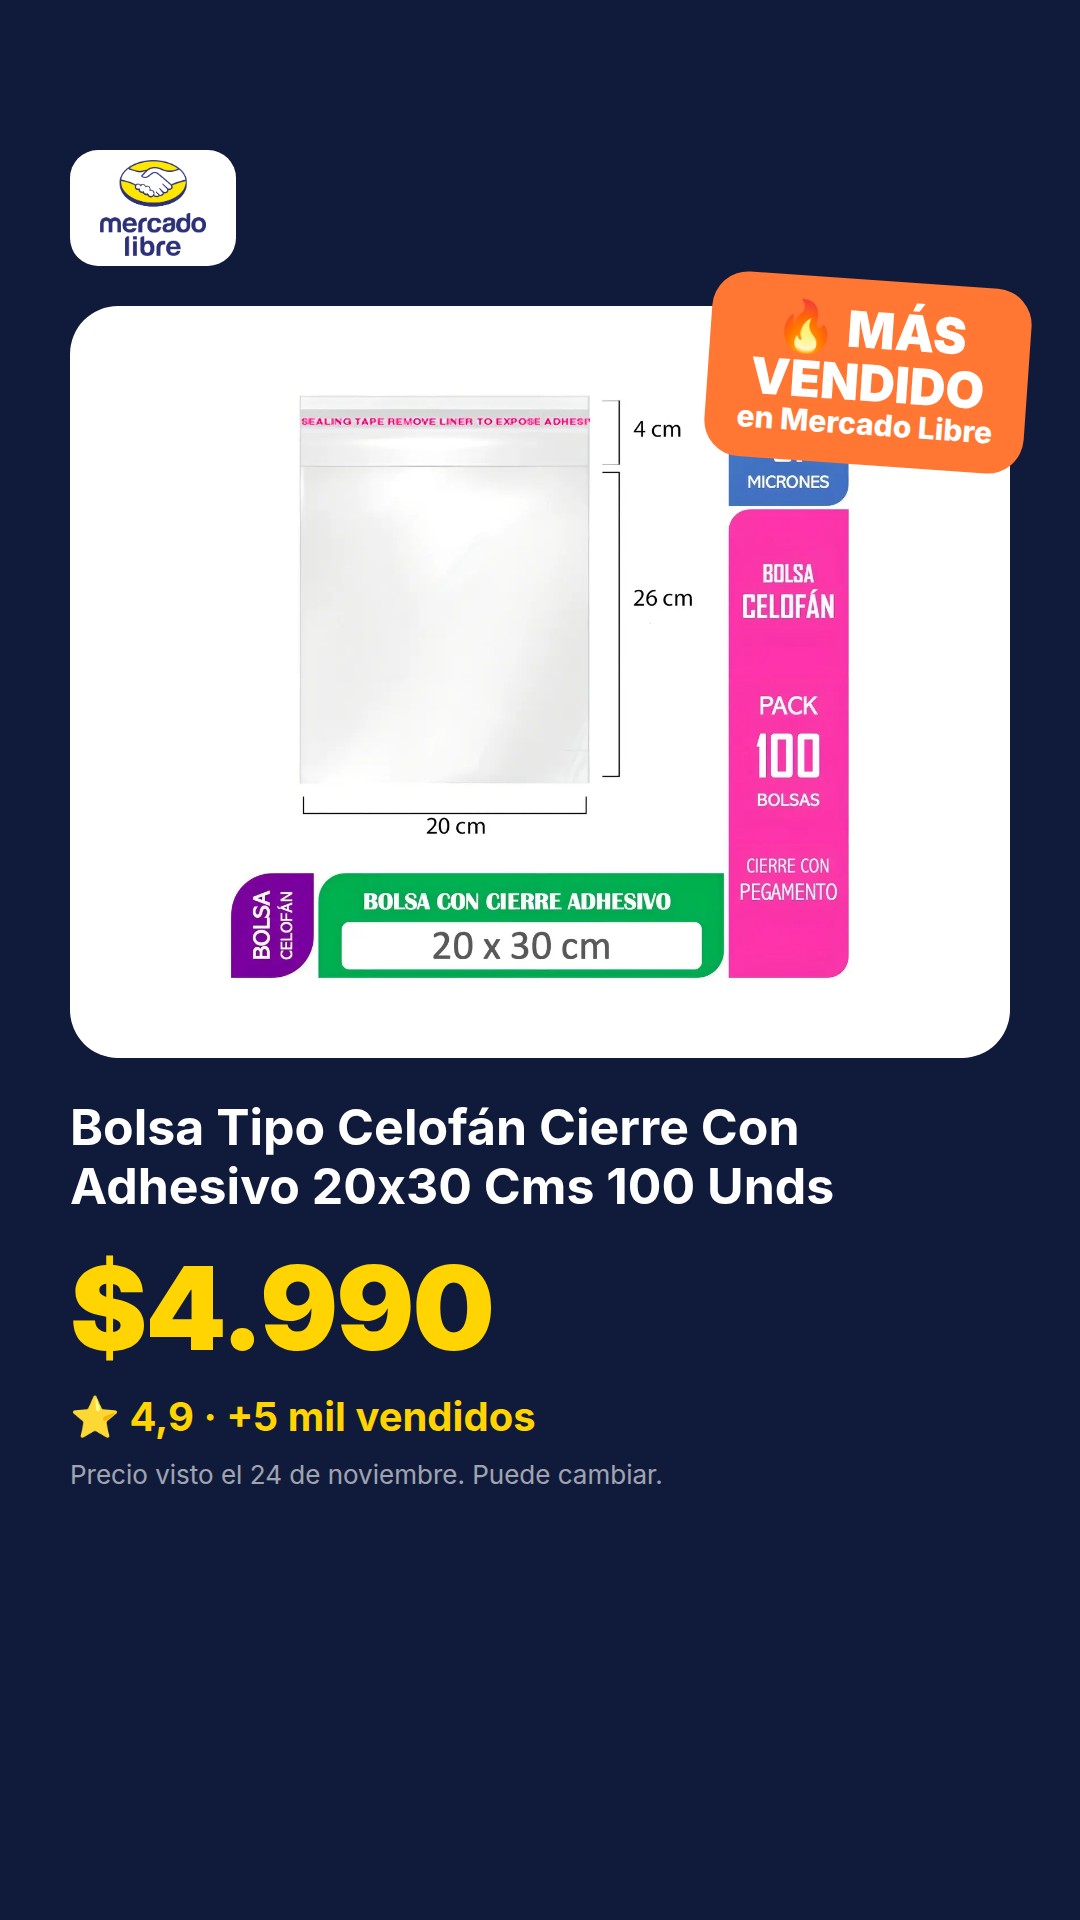 mercado
libre
🔥 MÁS
VENDIDO
en Mercado Libre
SEALING TAPE REMOVE LINER TO EXPOSE
4 cm
MICRONES
26 cm
BOLSA
CELOFÁN
PACK
100
BOLSAS
CIERRE CON
PEGAMENTO
20 cm
BOLSA
CELOFÁN
BOLSA CON CIERRE ADHESIVO
20 x 30 cm
Bolsa Tipo Celofán Cierre Con
Adhesivo 20x30 Cms 100 Unds
$4.990
⭐ 4,9 · +5 mil vendidos
Precio visto el 24 de noviembre. Puede cambiar.